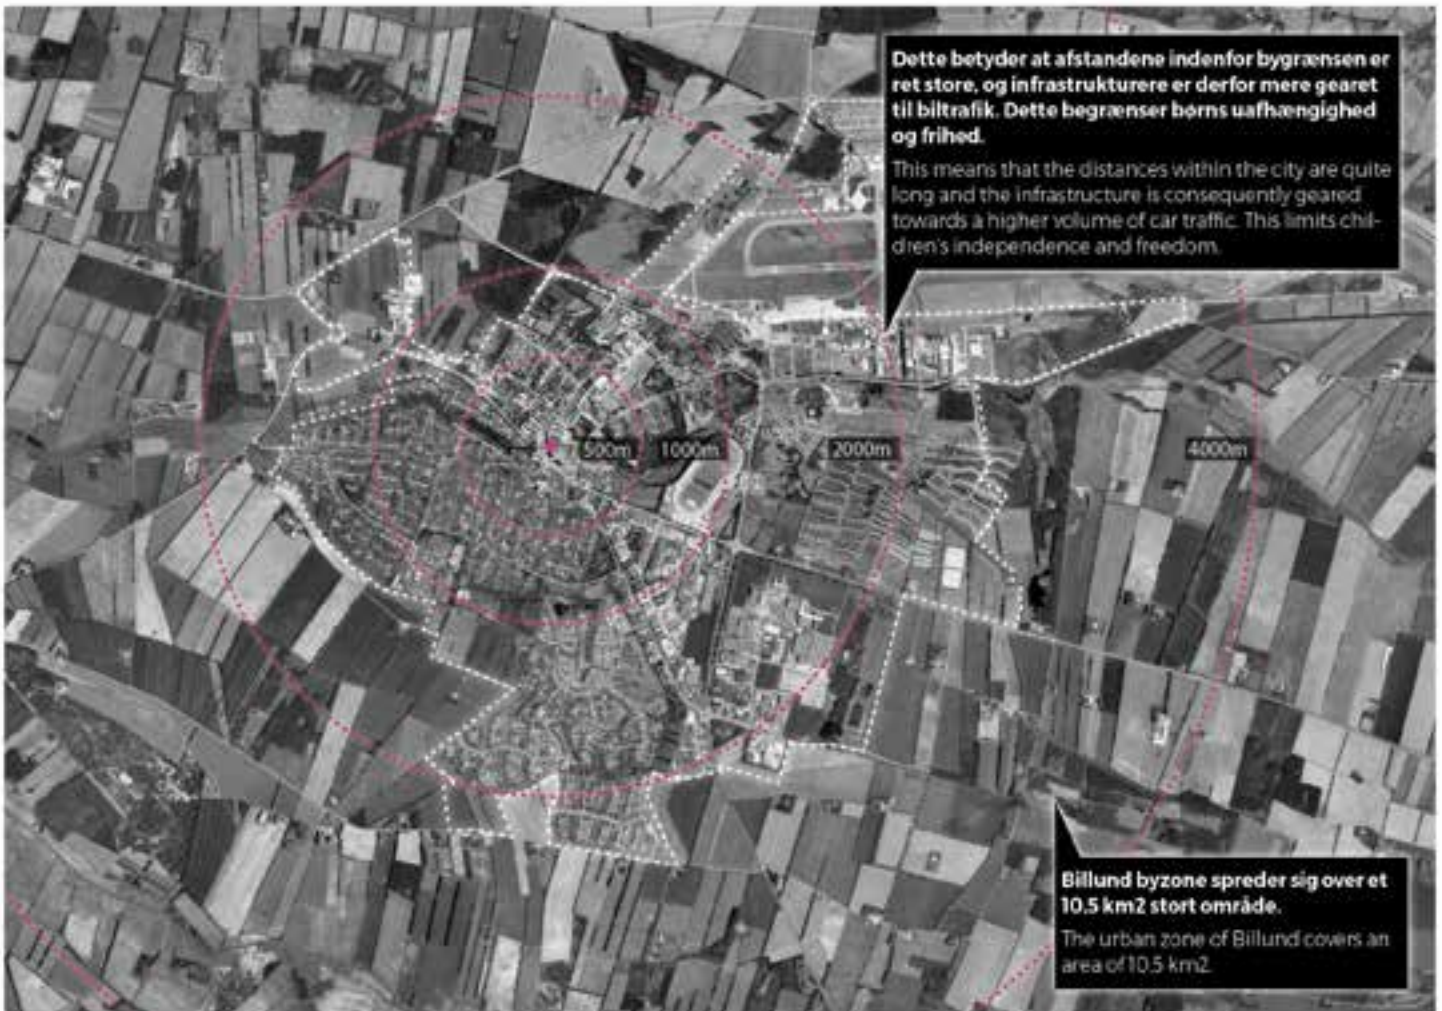 Dette betyder at afstandene indenfor bygrænsen er
ret store, og infrastrukturere er derfor mere gearet
til biltrafik. Dette begrænser børns uafhængighed
og frihed.
This means that the distances within the city are quite
long and the infrastructure is consequently geared
towards a higher volume of car traffic. This limits chil-
dren's independence and freedom.
500m
1000m
2000m
4000m
Billund byzone spreder sig over et
10.5 km2 stort område.
The urban zone of Billund covers an
area of 10.5 km2.